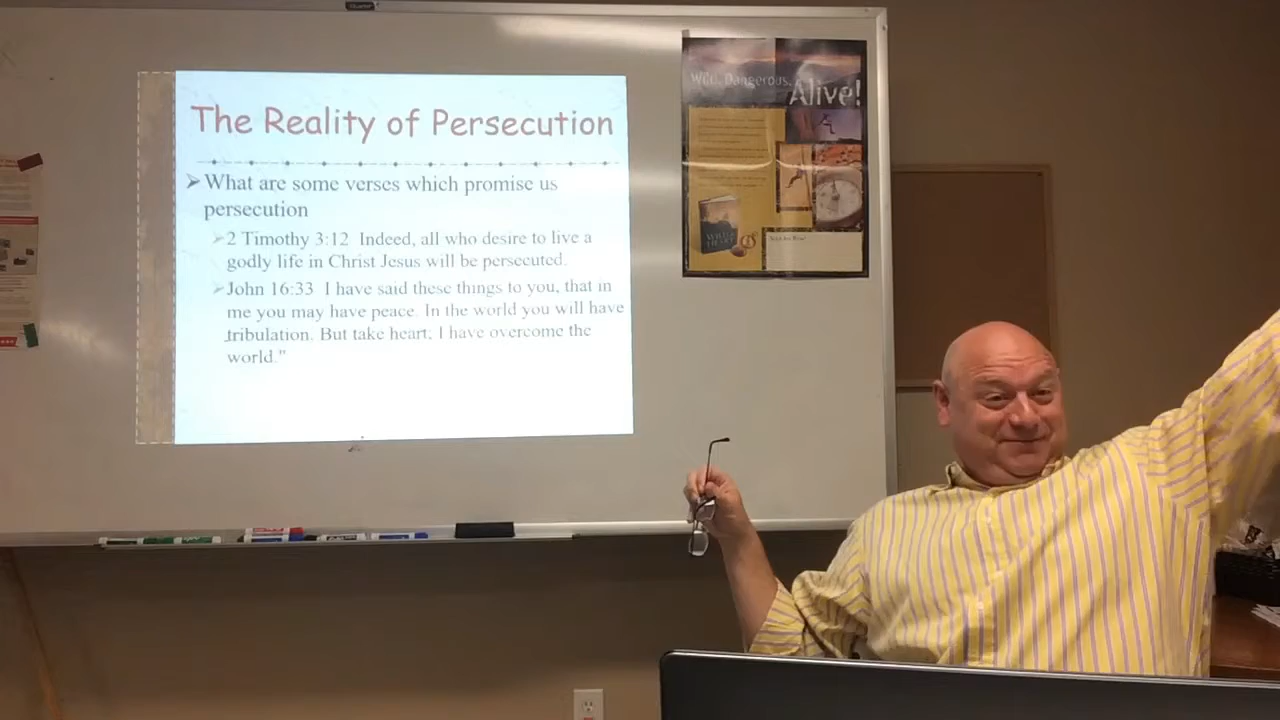 The Reality of Persecution
What are some verses which promise us
persecution
2 Timothy 3:12 Indeed, all who desire to live a
godly life in Christ Jesus will be persecuted.
John 16:33 I have said these things to you, that in
me you may have peace. In the world you will have
tribulation. But take heart; I have overcome the
world."
Wild, Dangerous,
Alive!